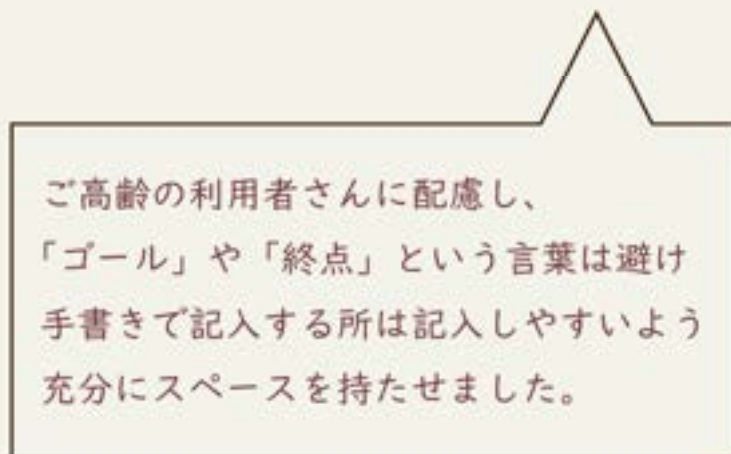 ご高齢の利用者さんに配慮し、
「ゴール」や「終点」という言葉は避け
手書きで記入する所は記入しやすいよう
充分にスペースを持たせました。